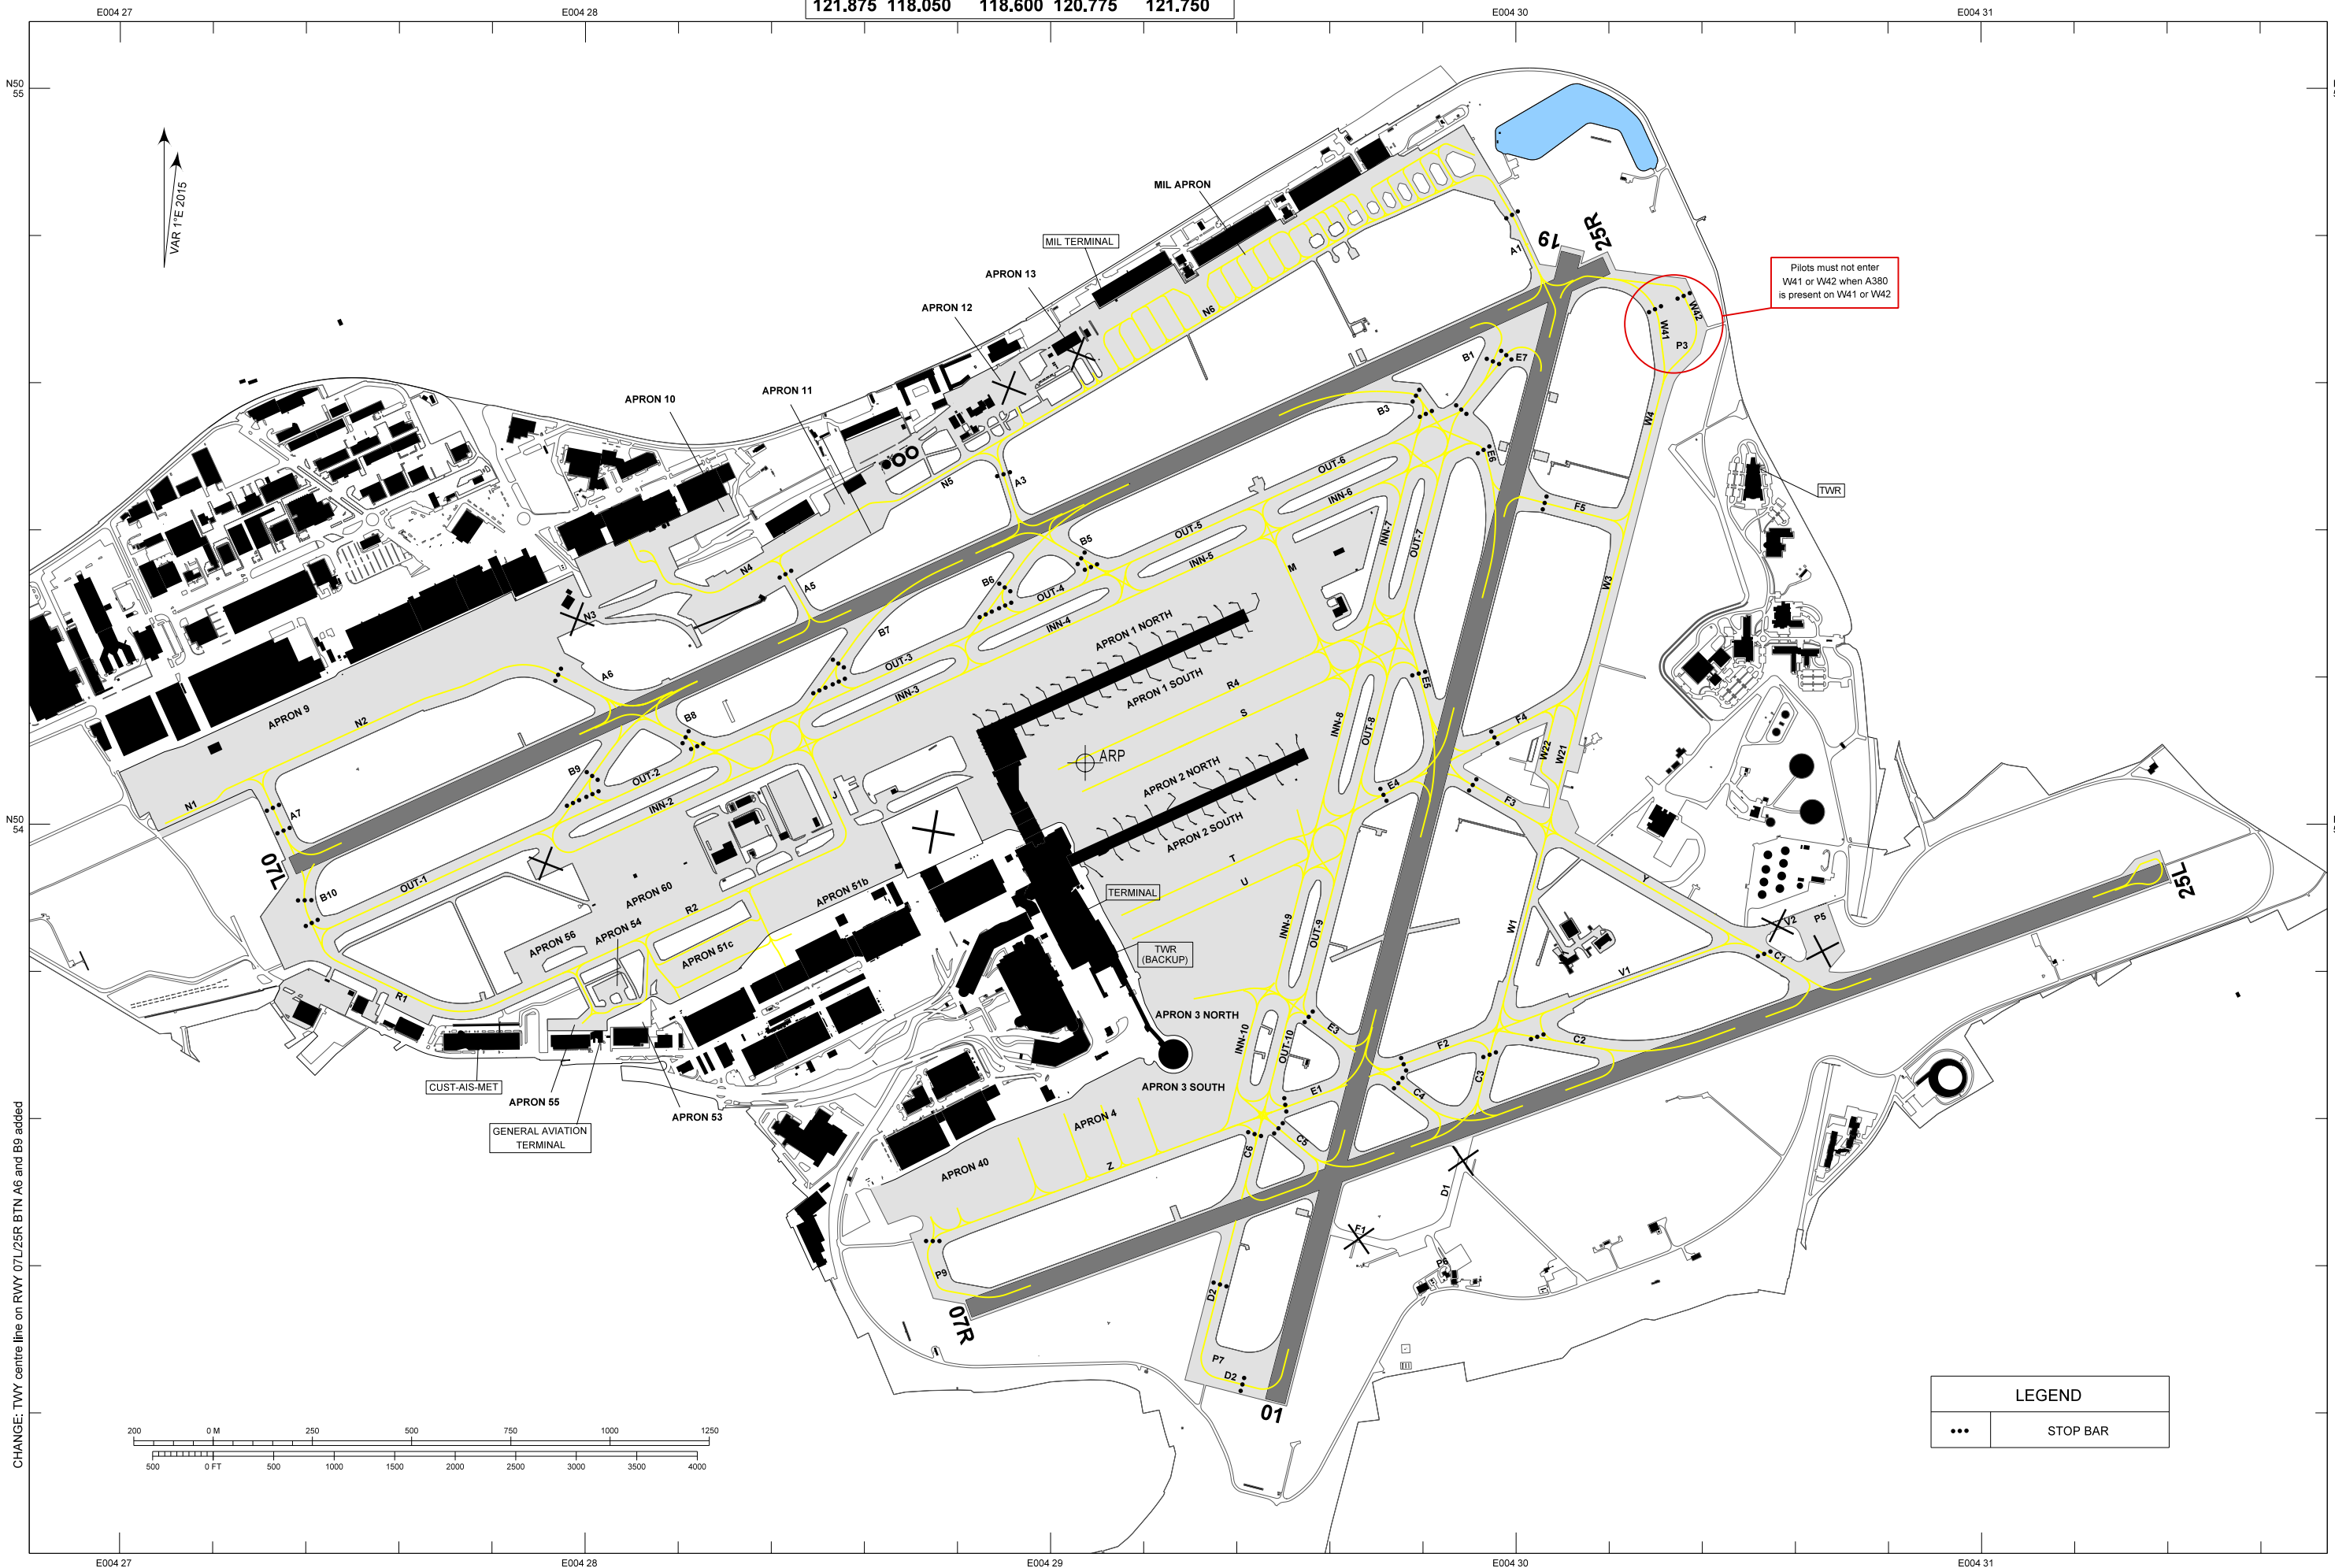 121.875 118.050 118.600 120.775 121.750
E004 27
E004 28
E004 30
E004 31
N50
55
VAR 1°E 2015
MIL APRON
MIL TERMINAL
APRON 13
APRON 12
APRON 11
APRON 10
19
25R
A1
Pilots must not enter
W41 or W42 when A380
is present on W41 or W42
W42
W41
P3
N6
B1
E7
B3
W4
TWR
E6
OUT-6
INN-6
N5
A3
F5
OUT-5
INN-5
B5
INN-7
OUT-7
N4
A5
B6
OUT-4
INN-4
M
W3
N3
B7
APRON 1 NORTH
OUT-3
INN-3
A6
APRON 1 SOUTH
R4
S
E5
APRON 9
N2
B8
INN-8
OUT-8
F4
W22
W21
ARP
B9
OUT-2
INN-2
APRON 2 NORTH
E4
F3
J
N1
A7
N50
54
APRON 2 SOUTH
T
U
07L
B10
OUT-1
APRON 60
APRON 51b
TERMINAL
Y
25L
R2
APRON 54
APRON 56
APRON 51c
INN-9
OUT-9
W1
V2
P5
TWR
(BACKUP)
C1
V1
R1
APRON 3 NORTH
INN-10
OUT-10
E3
F2
C2
CUST-AIS-MET
APRON 55
APRON 53
APRON 3 SOUTH
E1
C4
C3
GENERAL AVIATION
TERMINAL
APRON 4
C5
C6
APRON 40
Z
D1
F1
P6
P9
D2
07R
P7
D2
01
LEGEND
STOP BAR
200 0 M 250 500 750 1000 1250
500 0 FT 500 1000 1500 2000 2500 3000 3500 4000
CHANGE: TWY centre line on RWY 07L/25R BTN A6 and B9 added
E004 27
E004 28
E004 29
E004 30
E004 31